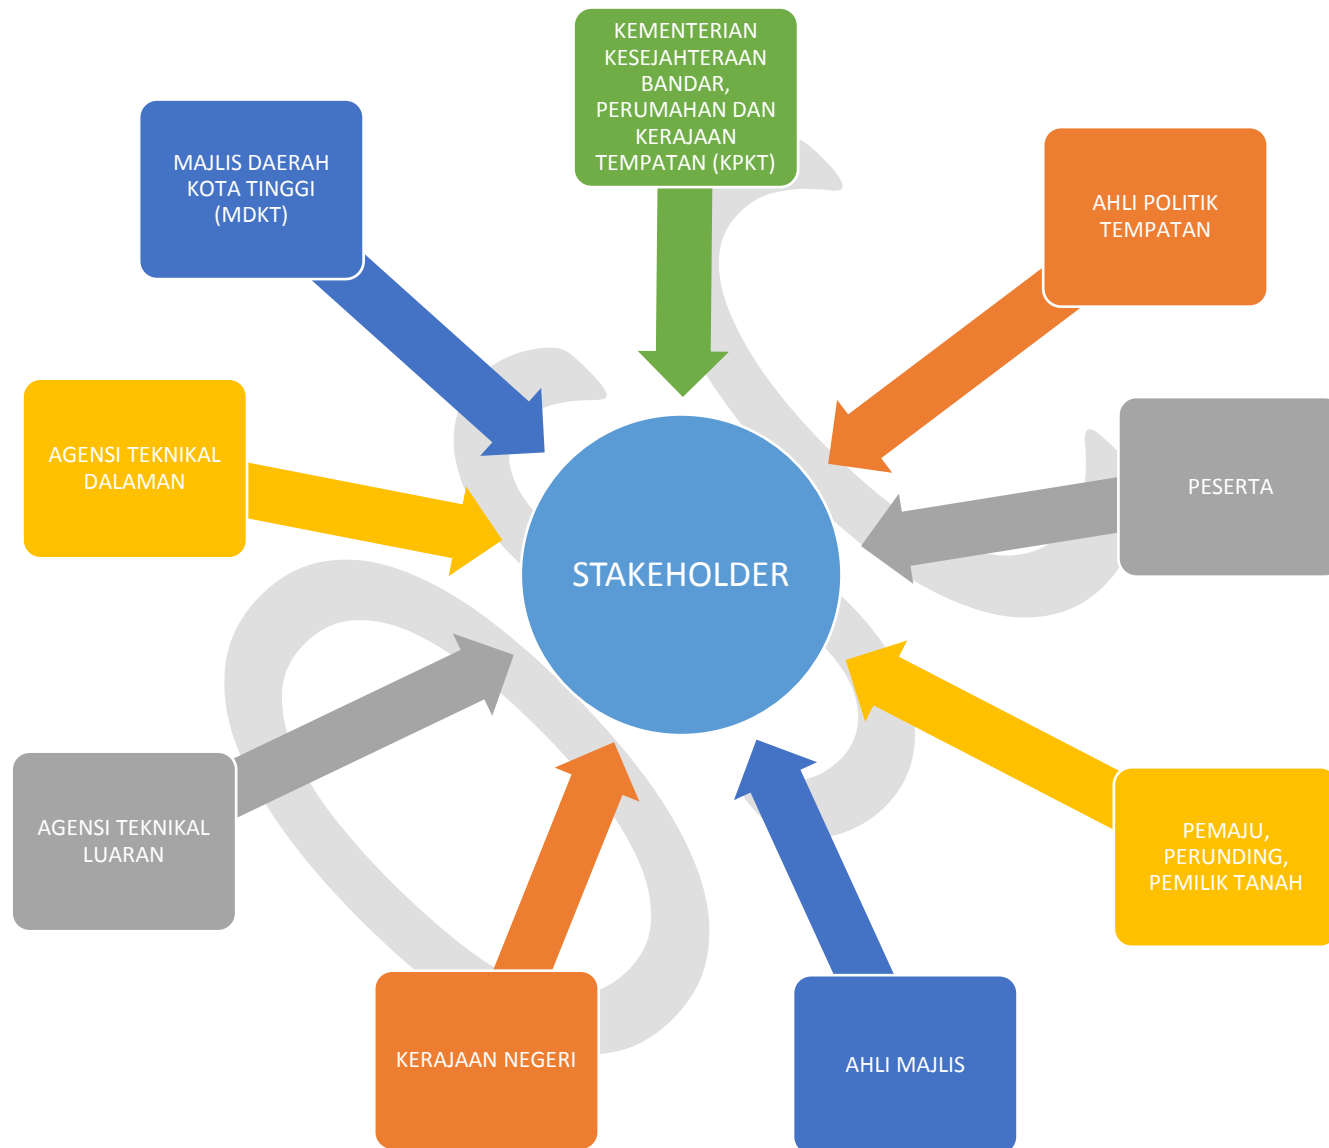 KEMENTERIAN
KESEJAHTERAAN
BANDAR,
PERUMAHAN DAN
KERAJAAN
TEMPATAN (KPKT)
MAJLIS DAERAH
KOTA TINGGI
(MDKT)
AHLI POLITIK
TEMPATAN
AGENSI TEKNIKAL
DALAMAN
PESERTA
STAKEHOLDER
AGENSI TEKNIKAL
LUARAN
PEMAJU,
PERUNDING,
PEMILIK TANAH
KERAJAAN NEGERI
AHLI MAJLIS